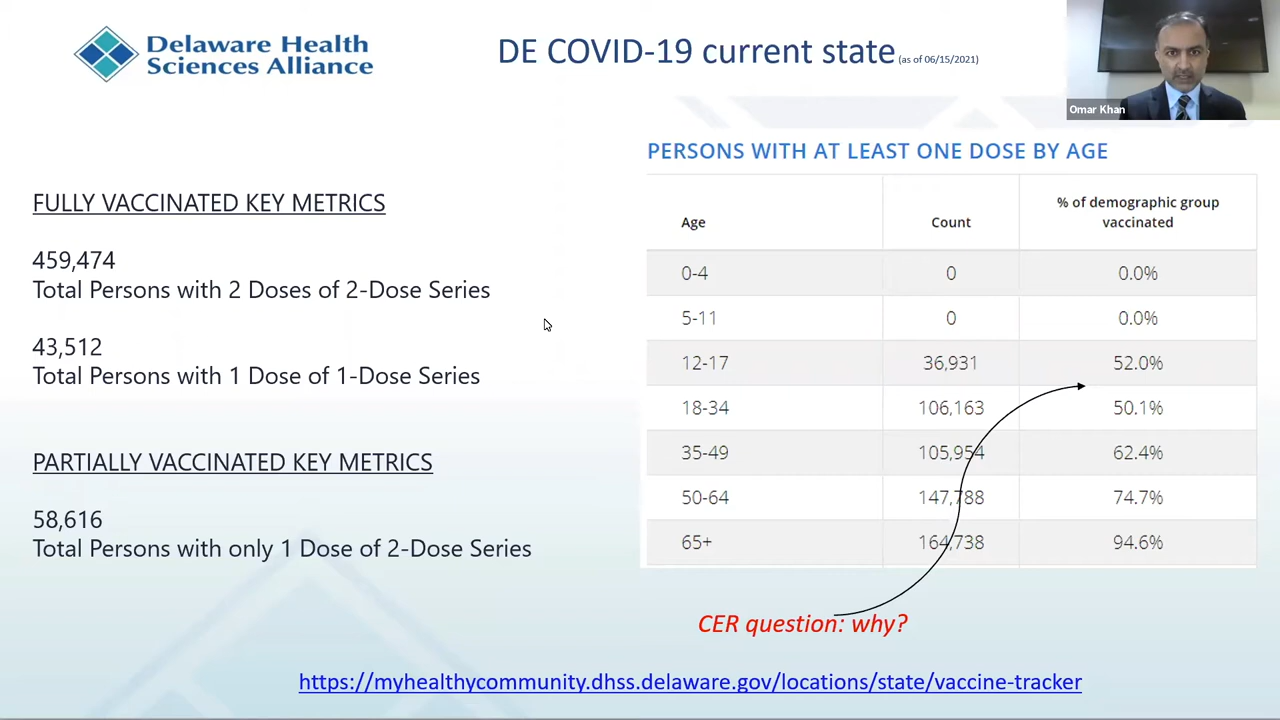 Delaware Health
Sciences Alliance
DE COVID-19 current state (as of 06/15/2021)
Omar Khan
FULLY VACCINATED KEY METRICS
459,474
Total Persons with 2 Doses of 2-Dose Series
43,512
Total Persons with 1 Dose of 1-Dose Series
PARTIALLY VACCINATED KEY METRICS
58,616
Total Persons with only 1 Dose of 2-Dose Series
PERSONS WITH AT LEAST ONE DOSE BY AGE
Age Count % of demographic group vaccinated
0-4 0 0.0%
5-11 0 0.0%
12-17 36,931 52.0%
18-34 106,163 50.1%
35-49 105,954 62.4%
50-64 147,788 74.7%
65+ 164,738 94.6%
CER question: why?
https://myhealthycommunity.dhss.delaware.gov/locations/state/vaccine-tracker